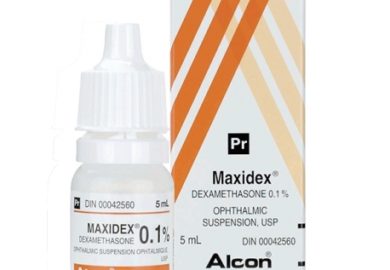 Pr
Maxidex®
DEXAMETHASONE 0.1%
OPHTHALMIC
SUSPENSION, USP
5 mL DIN 00042560
Alcon®
DIN 00042560 5 mL
MAXIDEX®
DEXAMETHASONE 0.1%
OPHTHALMIC SUSPENSION OPHTALMIQUE